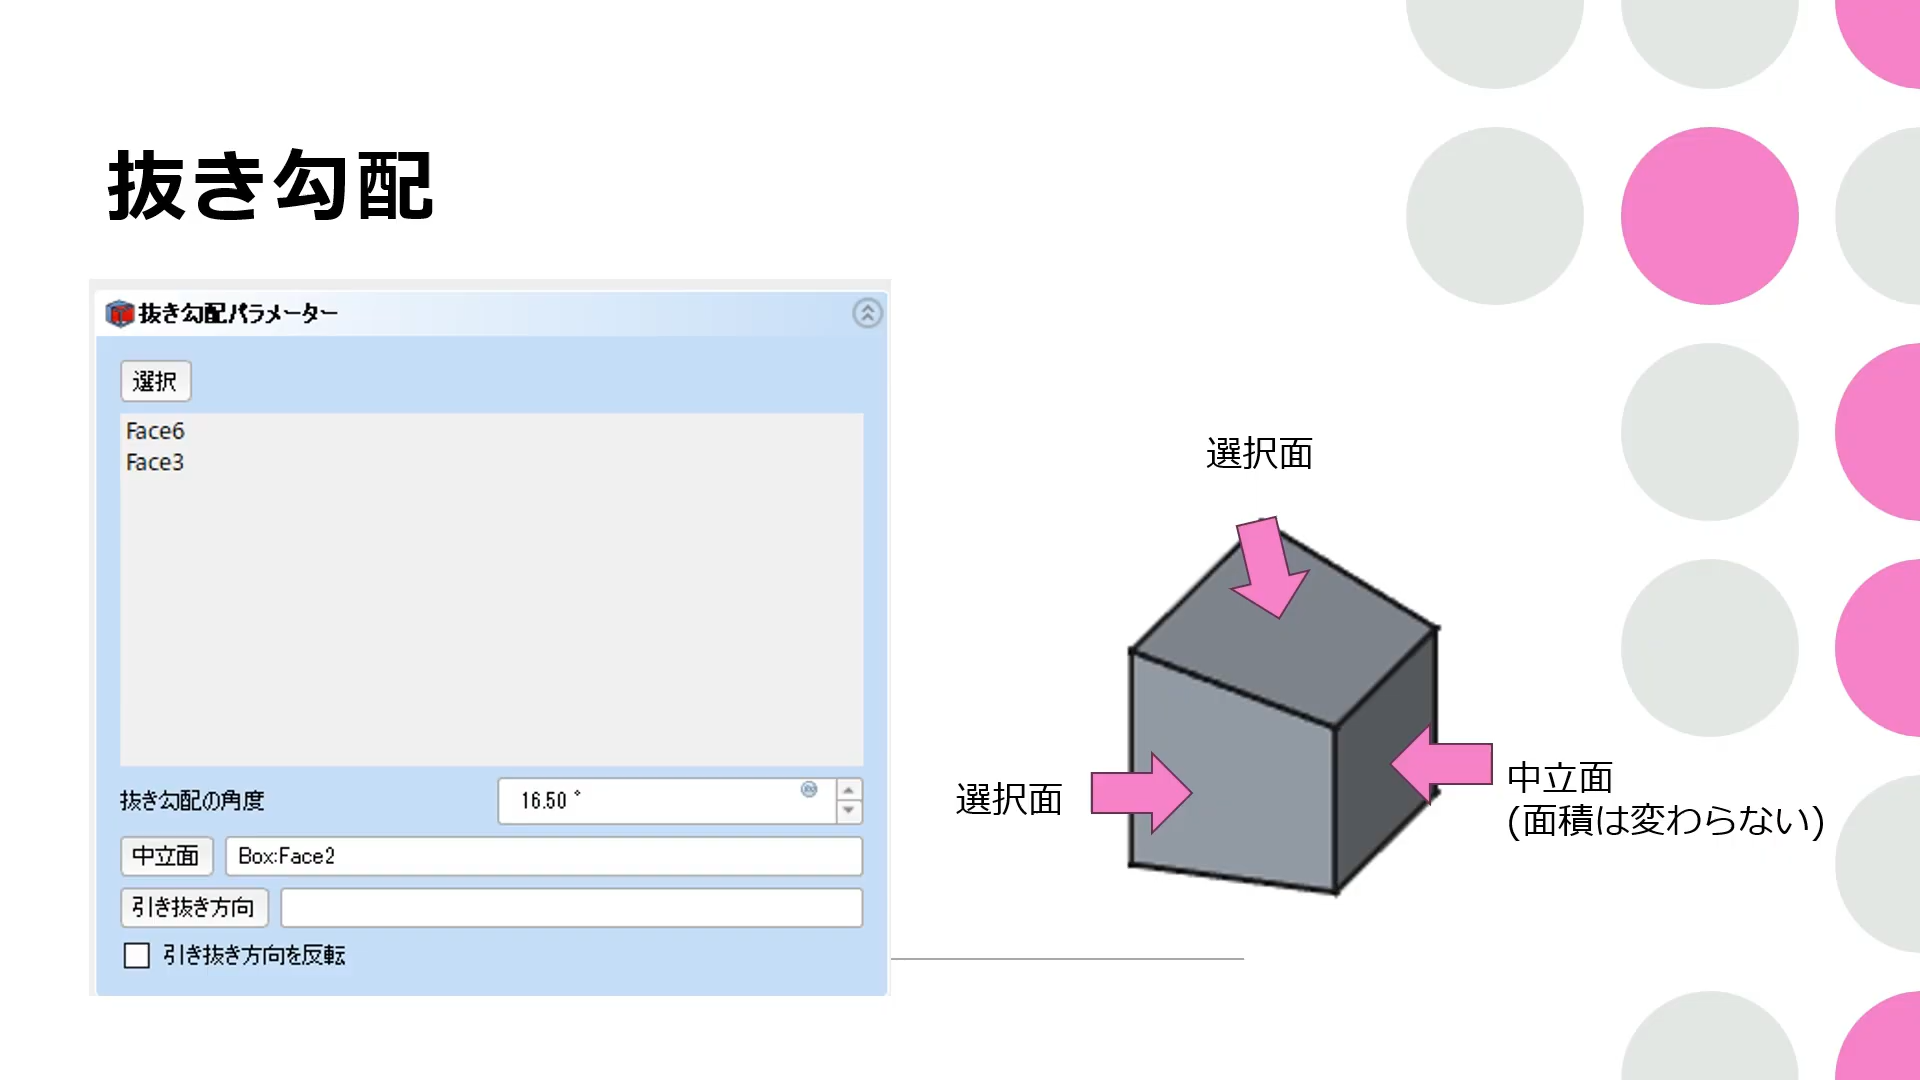 抜き勾配
抜き勾配パラメーター
選択
Face6
Face3
抜き勾配の角度
16.50 °
中立面
Box:Face2
引き抜き方向
引き抜き方向を反転
選択面
選択面
中立面
(面積は変わらない)